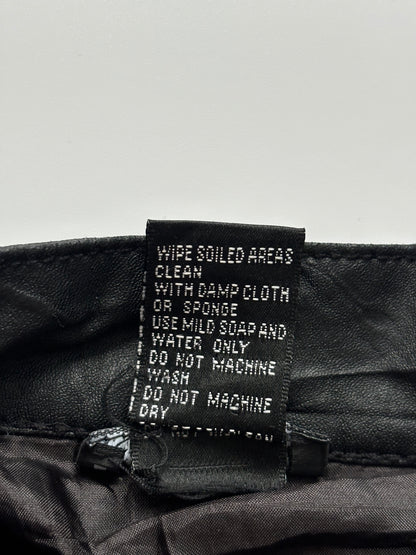 WIPE SOILED AREAS
CLEAN
WITH DAMP CLOTH
OR SPONGE
USE MILD SOAP AND
WATER ONLY
DO NOT MACHINE
WASH
DO NOT MACHINE
DRY